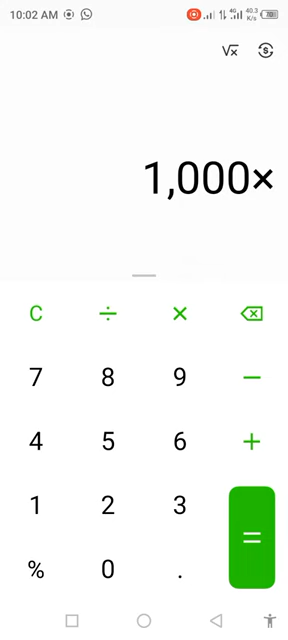 10:02 AM 4G 40.3 K/s 70
√x $
1,000×
C ÷ ×
7 8 9 −
4 5 6 +
1 2 3
% 0 . =